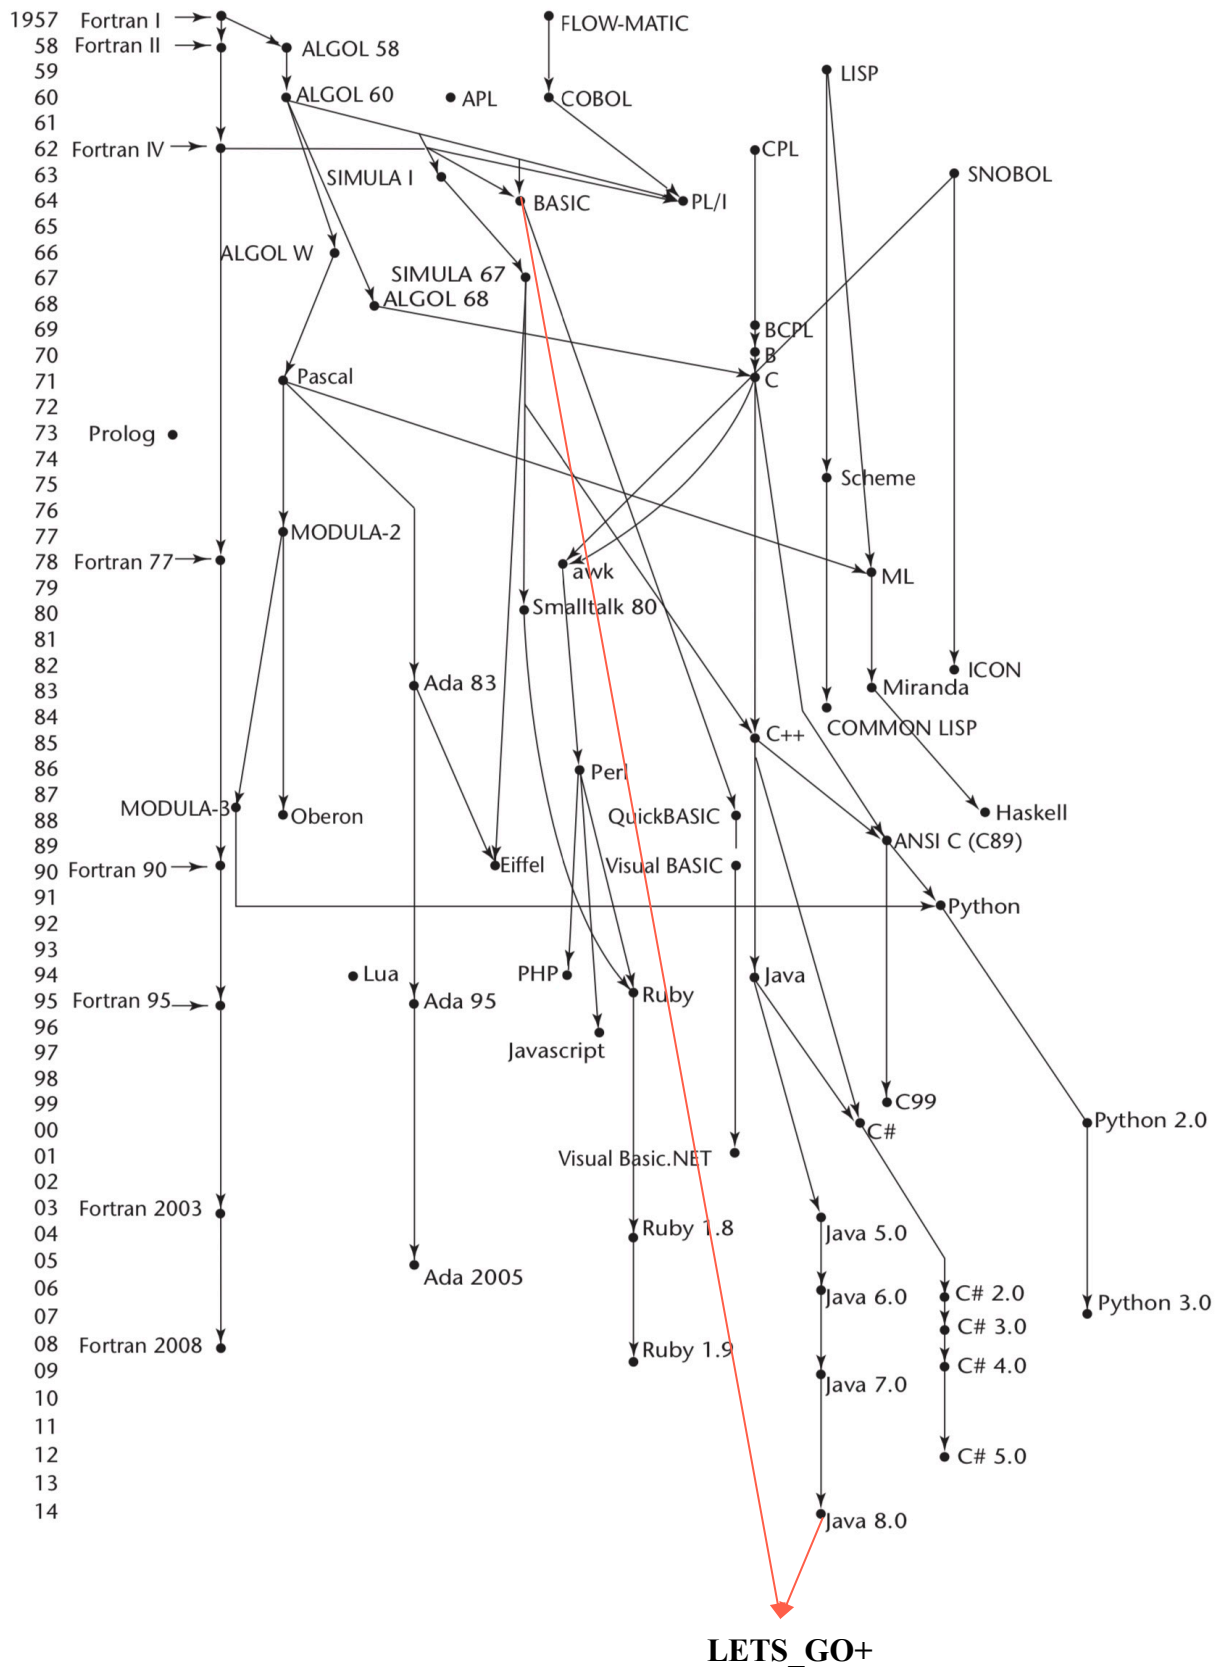 1957 Fortran I FLOW-MATIC
58 Fortran II ALGOL 58
59 LISP
60 ALGOL 60 APL COBOL
61
62 Fortran IV CPL
63 SIMULA I SNOBOL
64 BASIC PL/I
65
66 ALGOL W
67 SIMULA 67
68 ALGOL 68
69 BCPL
70 B
71 Pascal C
72
73 Prolog
74
75 Scheme
76
77 MODULA-2
78 Fortran 77 awk ML
79
80 Smalltalk 80
81
82 ICON
83 Ada 83 Miranda
84 COMMON LISP
85 C++
86 Perl
87 MODULA-3 Haskell
88 Oberon QuickBASIC
89 ANSI C (C89)
90 Fortran 90 Eiffel Visual BASIC
91 Python
92
93
94 Lua PHP Java
95 Fortran 95 Ada 95 Ruby
96
97 Javascript
98
99 C99
00 C# Python 2.0
01 Visual Basic.NET
02
03 Fortran 2003
04 Ruby 1.8 Java 5.0
05
Ada 2005
06 Java 6.0 C# 2.0 Python 3.0
07 C# 3.0
08 Fortran 2008 Ruby 1.9
09 Java 7.0 C# 4.0
10
11
12 C# 5.0
13
14 Java 8.0
LETS_GO+